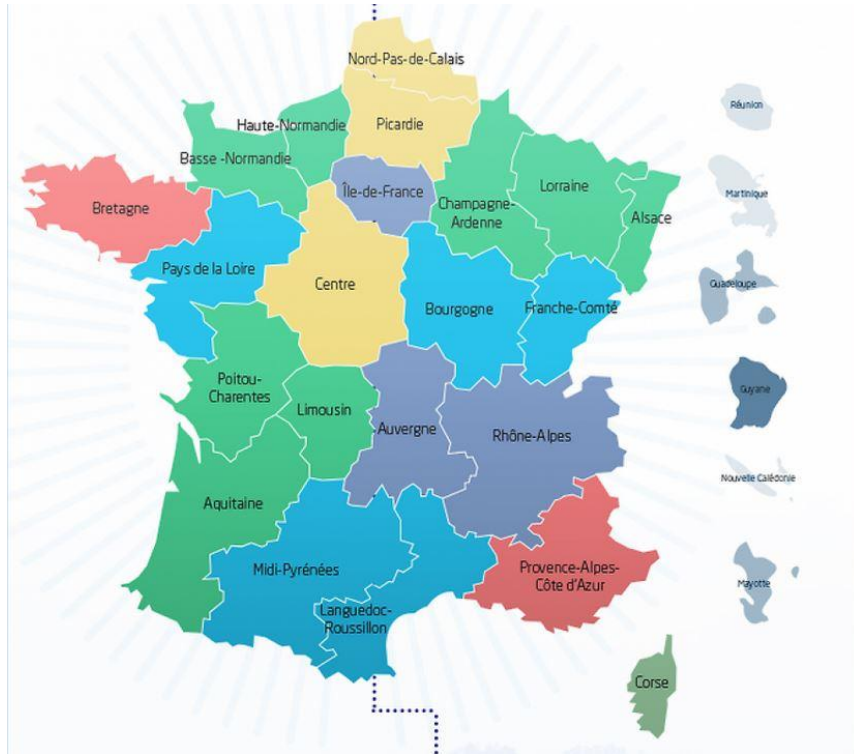 Nord-Pas-de-Calais
Haute-Normandie
Picardie
Basse -Normandie
Île-de-France
Champagne-
Ardenne
Lorraine
Alsace
Bretagne
Pays de la Loire
Centre
Bourgogne
Franche-Comté
Poitou-
Charentes
Limousin
Auvergne
Rhône-Alpes
Aquitaine
Midi-Pyrénées
Languedoc-
Roussillon
Provence-Alpes-
Côte d'Azur
Corse
Réunion
Martinique
Guadeloupe
Guyane
Nouvelle Calédonie
Mayotte